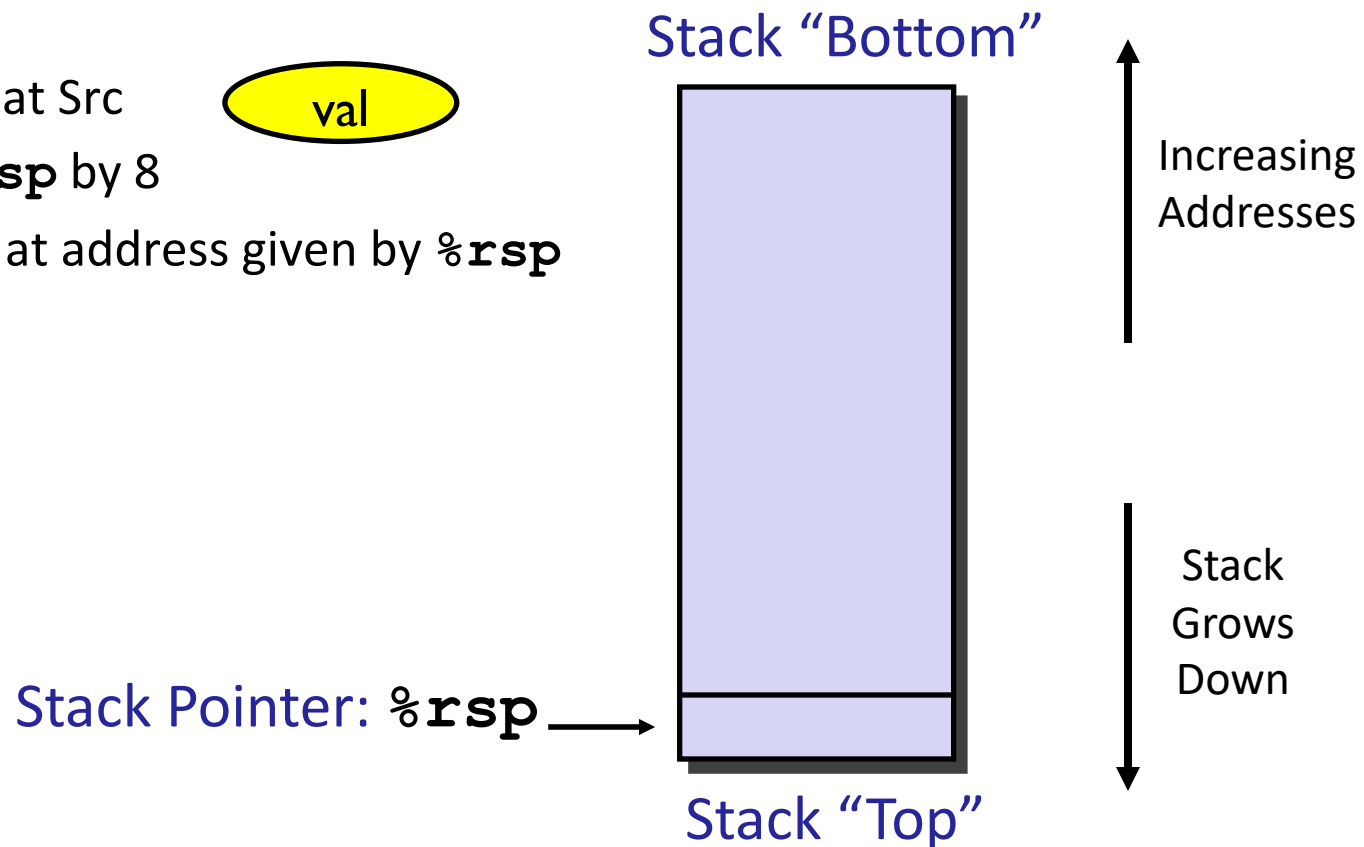 at Src
val
sp by 8
at address given by %rsp
Stack “Bottom”
Increasing
Addresses
Stack
Grows
Down
Stack Pointer: %rsp
Stack “Top”